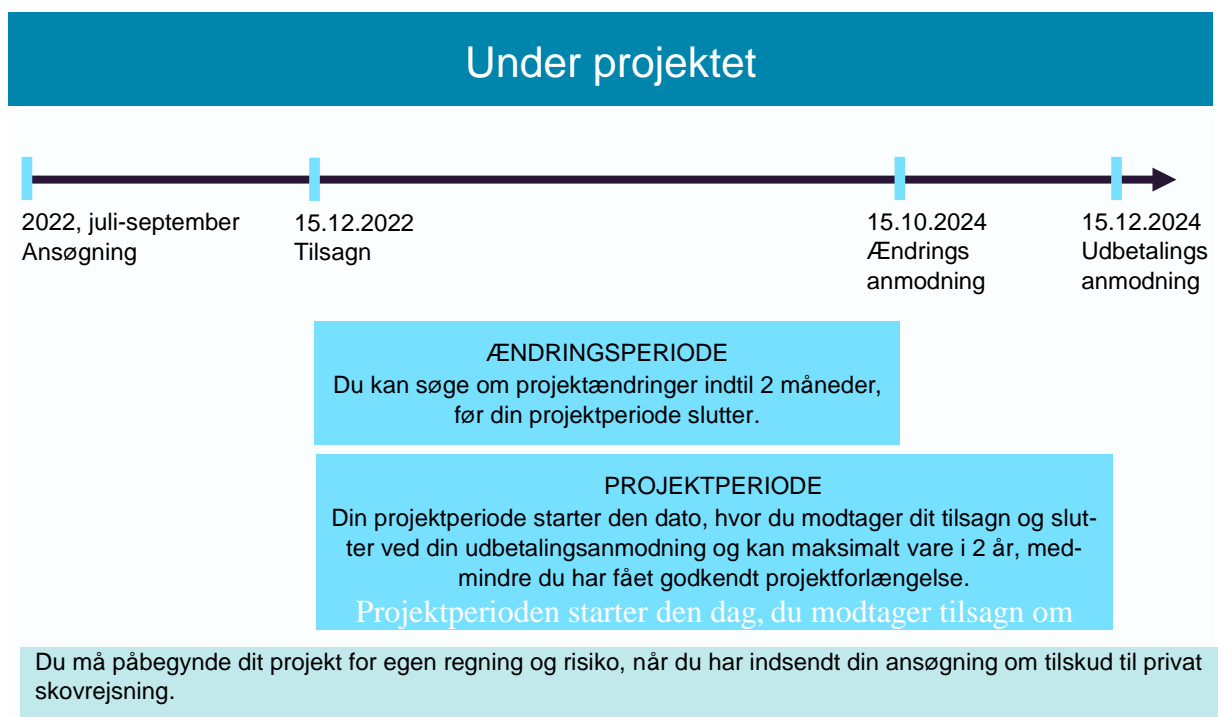 Under projektet
2022, juli-september
Ansøgning
15.12.2022
Tilsagn
15.10.2024
Ændrings
anmodning
15.12.2024
Udbetalings
anmodning
ÆNDRINGSPERIODE
Du kan søge om projektændringer indtil 2 måneder,
før din projektperiode slutter.
PROJEKTPERIODE
Din projektperiode starter den dato, hvor du modtager dit tilsagn og slut-
ter ved din udbetalingsanmodning og kan maksimalt vare i 2 år, med-
mindre du har fået godkendt projektforlængelse.
Projektperioden starter den dag, du modtager tilsagn om
Du må påbegynde dit projekt for egen regning og risiko, når du har indsendt din ansøgning om tilskud til privat
skovrejsning.